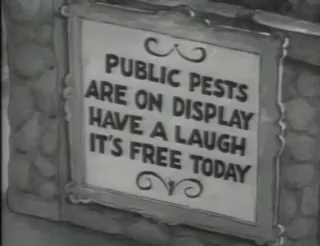 PUBLIC PESTS
ARE ON DISPLAY
HAVE A LAUGH
IT'S FREE TODAY